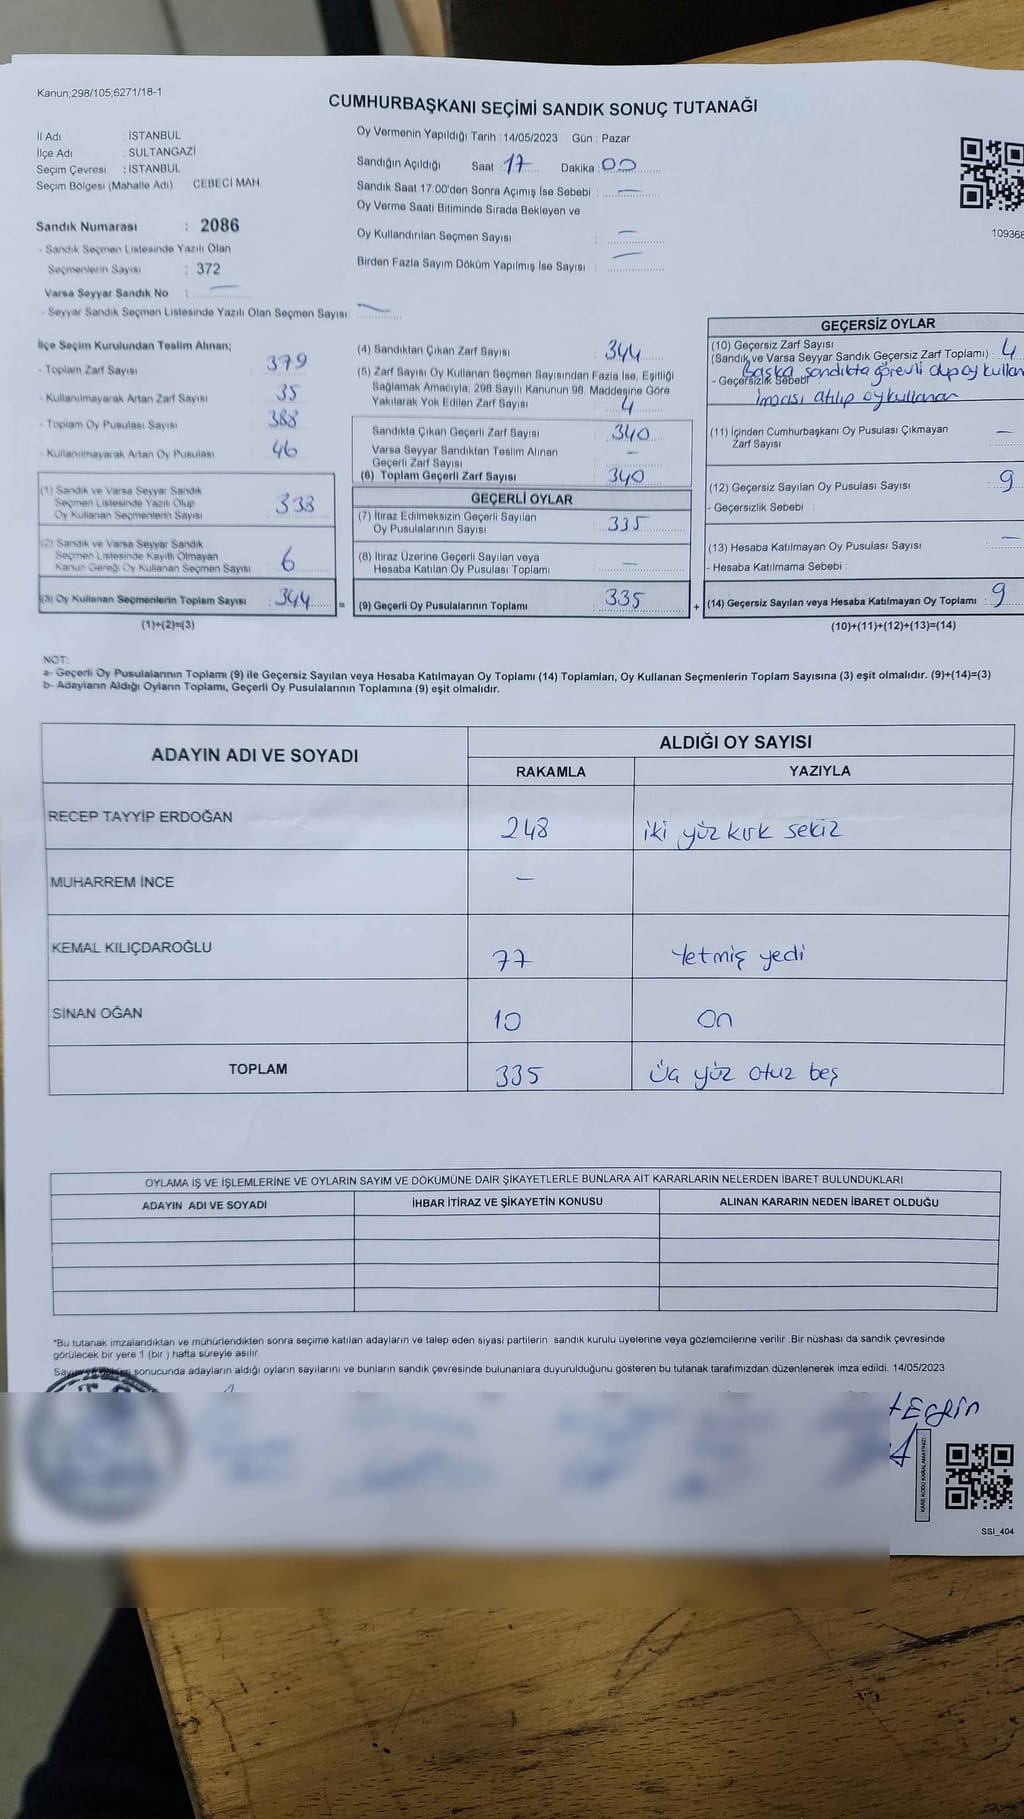 Kanun;298/105;6271/18-1
CUMHURBAŞKANI SEÇİMİ SANDIK SONUÇ TUTANAĞI
İl Adı : İSTANBUL
İlçe Adı : SULTANGAZİ
Seçim Çevresi : İSTANBUL
Seçim Bölgesi (Mahalle Adı) : CEBECİ MAH.
Sandık Numarası : 2086
- Sandık Seçmen Listesinde Yazılı Olan
Seçmenlerin Sayısı : 372
Varsa Seyyar Sandık No : —
- Seyyar Sandık Seçmen Listesinde Yazılı Olan Seçmen Sayısı : —
Oy Vermenin Yapıldığı Tarih : 14/05/2023 Gün : Pazar
Sandığın Açıldığı Saat : 17 Dakika : 00
Sandık Saat 17:00'den Sonra Açımış İse Sebebi : —
Oy Verme Saati Bitiminde Sırada Bekleyen ve
Oy Kullandırılan Seçmen Sayısı : —
Birden Fazla Sayım Döküm Yapılmış İse Sayısı : —
109368
İlçe Seçim Kurulundan Teslim Alınan;
- Toplam Zarf Sayısı : 379
- Kullanılmayarak Artan Zarf Sayısı : 35
- Toplam Oy Pusulası Sayısı : 388
- Kullanılmayarak Artan Oy Pusulası : 46
(1) Sandık ve Varsa Seyyar Sandık
Seçmen Listesinde Yazılı Olup
Oy Kullanan Seçmenlerin Sayısı : 338
(2) Sandık ve Varsa Seyyar Sandık
Seçmen Listesinde Kayıtlı Olmayan
Kanun Gereği Oy Kullanan Seçmen Sayısı : 6
(3) Oy Kullanan Seçmenlerin Toplam Sayısı : 344
(1)+(2)=(3)
=
(4) Sandıktan Çıkan Zarf Sayısı : 344
(5) Zarf Sayısı Oy Kullanan Seçmen Sayısından Fazla İse, Eşitliği
Sağlamak Amacıyla, 298 Sayılı Kanunun 98. Maddesine Göre
Yakılarak Yok Edilen Zarf Sayısı : 4
Sandıkta Çıkan Geçerli Zarf Sayısı : 340
Varsa Seyyar Sandıktan Teslim Alınan
Geçerli Zarf Sayısı : —
(6) Toplam Geçerli Zarf Sayısı : 340
GEÇERLİ OYLAR
(7) İtiraz Edilmeksizin Geçerli Sayılan
Oy Pusulalarının Sayısı : 335
(8) İtiraz Üzerine Geçerli Sayılan veya
Hesaba Katılan Oy Pusulası Toplamı : —
(9) Geçerli Oy Pusulalarının Toplamı : 335
+
GEÇERSİZ OYLAR
(10) Geçersiz Zarf Sayısı
(Sandık ve Varsa Seyyar Sandık Geçersiz Zarf Toplamı) : 4
- Geçersizlik Sebebi : Başka sandıkta görevli olup oy kullan
İmzası atılıp oy kullanan
(11) İçinden Cumhurbaşkanı Oy Pusulası Çıkmayan
Zarf Sayısı : —
(12) Geçersiz Sayılan Oy Pusulası Sayısı : 9
- Geçersizlik Sebebi :
(13) Hesaba Katılmayan Oy Pusulası Sayısı : —
- Hesaba Katılmama Sebebi :
(14) Geçersiz Sayılan veya Hesaba Katılmayan Oy Toplamı : 9
(10)+(11)+(12)+(13)=(14)
NOT:
a- Geçerli Oy Pusulalarının Toplamı (9) ile Geçersiz Sayılan veya Hesaba Katılmayan Oy Toplamı (14) Toplamları, Oy Kullanan Seçmenlerin Toplam Sayısına (3) eşit olmalıdır. (9)+(14)=(3)
b- Adayların Aldığı Oyların Toplamı, Geçerli Oy Pusulalarının Toplamına (9) eşit olmalıdır.
ADAYIN ADI VE SOYADI
ALDIĞI OY SAYISI
RAKAMLA YAZIYLA
RECEP TAYYİP ERDOĞAN 248 iki yüz kırk sekiz
MUHARREM İNCE —
KEMAL KILIÇDAROĞLU 77 Yetmiş yedi
SİNAN OĞAN 10 On
TOPLAM 335 Üç yüz otuz beş
OYLAMA İŞ VE İŞLEMLERİNE VE OYLARIN SAYIM VE DÖKÜMÜNE DAİR ŞİKAYETLERLE BUNLARA AİT KARARLARIN NELERDEN İBARET BULUNDUKLARI
ADAYIN ADI VE SOYADI İHBAR İTİRAZ VE ŞİKAYETİN KONUSU ALINAN KARARIN NEDEN İBARET OLDUĞU
*Bu tutanak imzalandıktan ve mühürlendikten sonra seçime katılan adayların ve talep eden siyasi partilerin sandık kurulu üyelerine veya gözlemcilerine verilir .Bir nüshası da sandık çevresinde
görülecek bir yere 1 (bir ) hafta süreyle asılır.
sonucunda adayların aldığı oyların sayılarını ve bunların sandık çevresinde bulunanlara duyurulduğunu gösteren bu tutanak tarafımızdan düzenlenerek imza edildi. 14/05/2023
KARE KODU KARALAMAYINIZ!
SSI_404